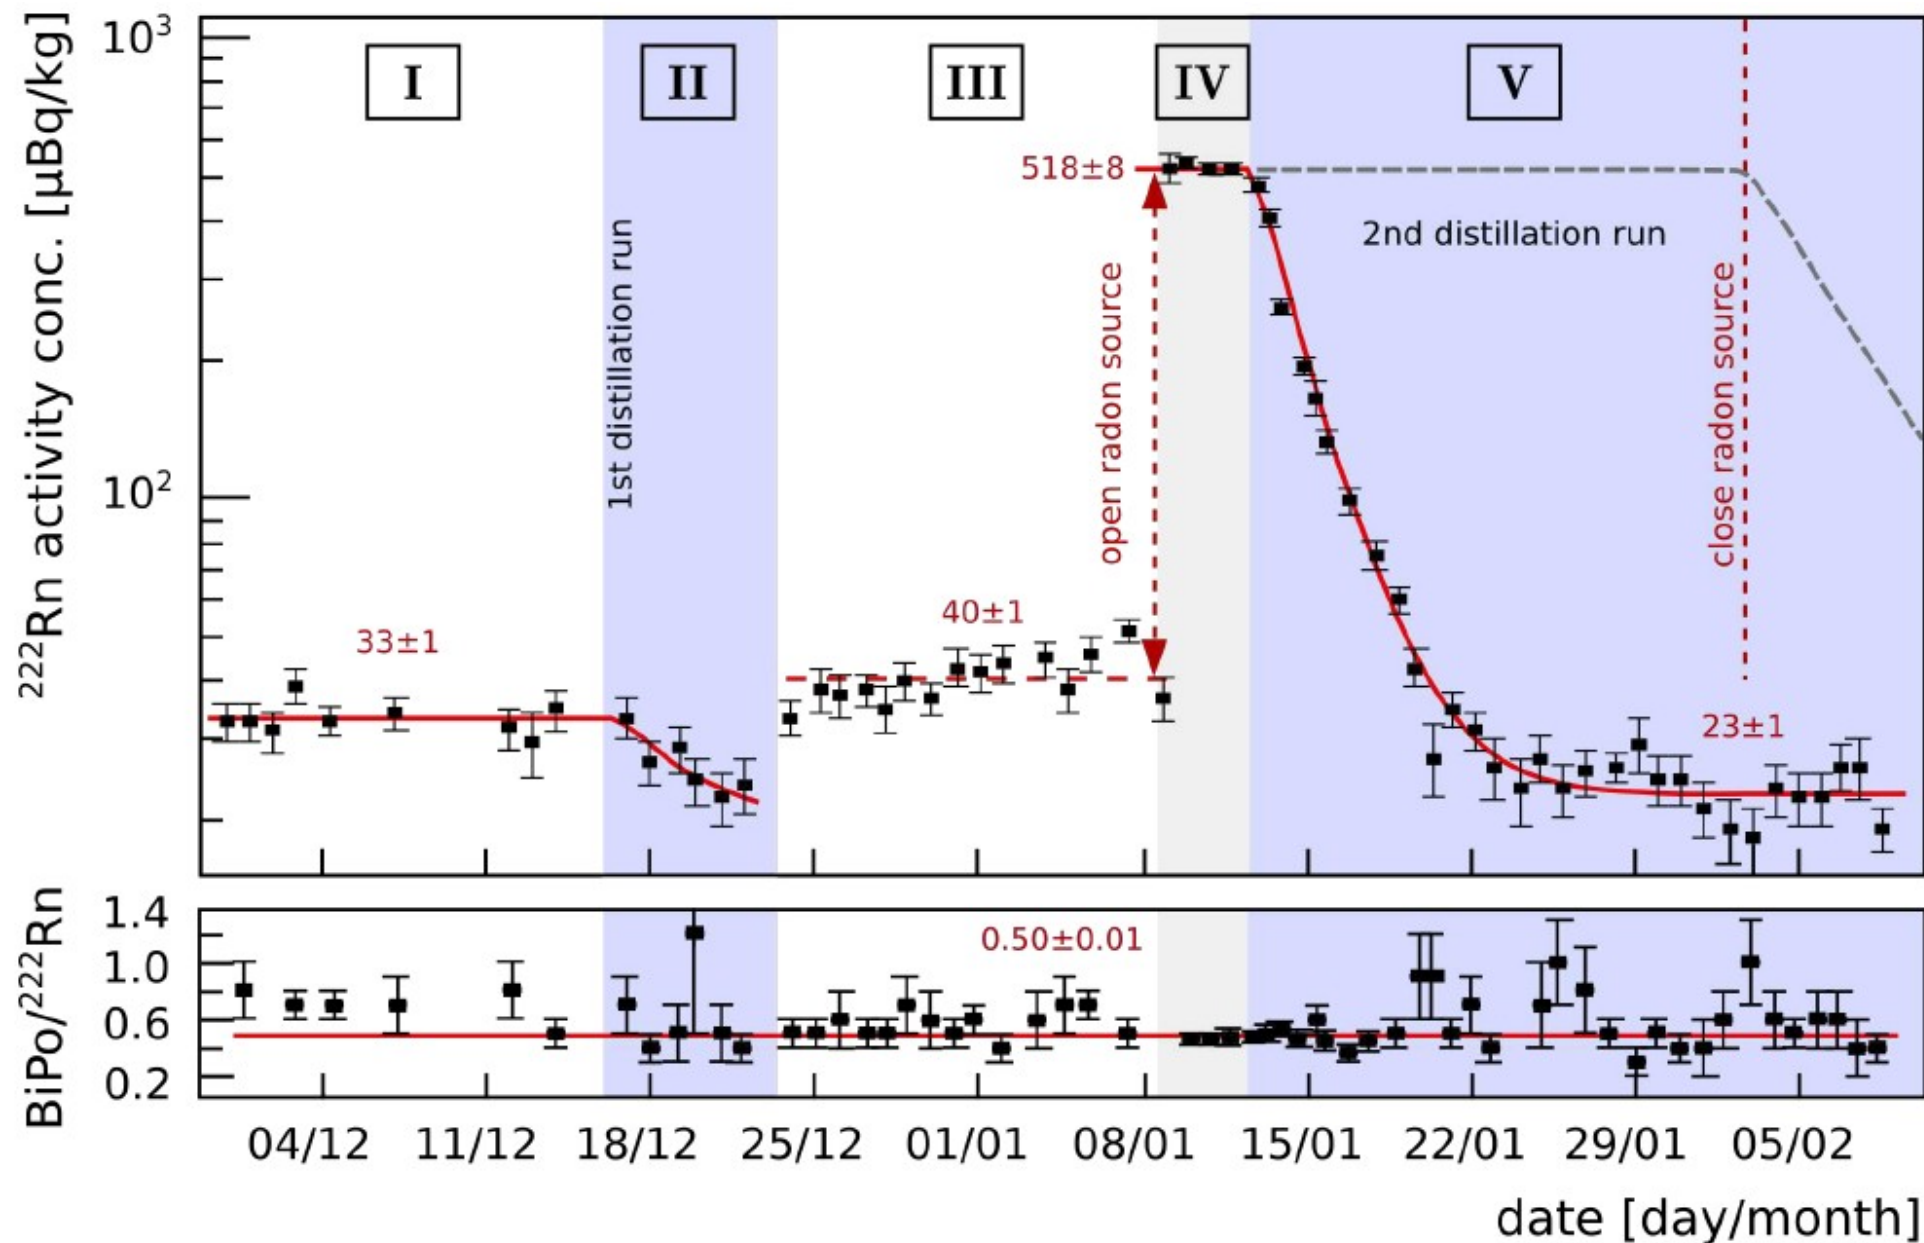 ²²²Rn activity conc. [µBq/kg]
10³
10²
I
II
III
IV
V
1st distillation run
518±8
2nd distillation run
open radon source
close radon source
33±1
40±1
23±1
BiPo/²²²Rn
1.4
1.0
0.6
0.2
0.50±0.01
04/12 11/12 18/12 25/12 01/01 08/01 15/01 22/01 29/01 05/02
date [day/month]